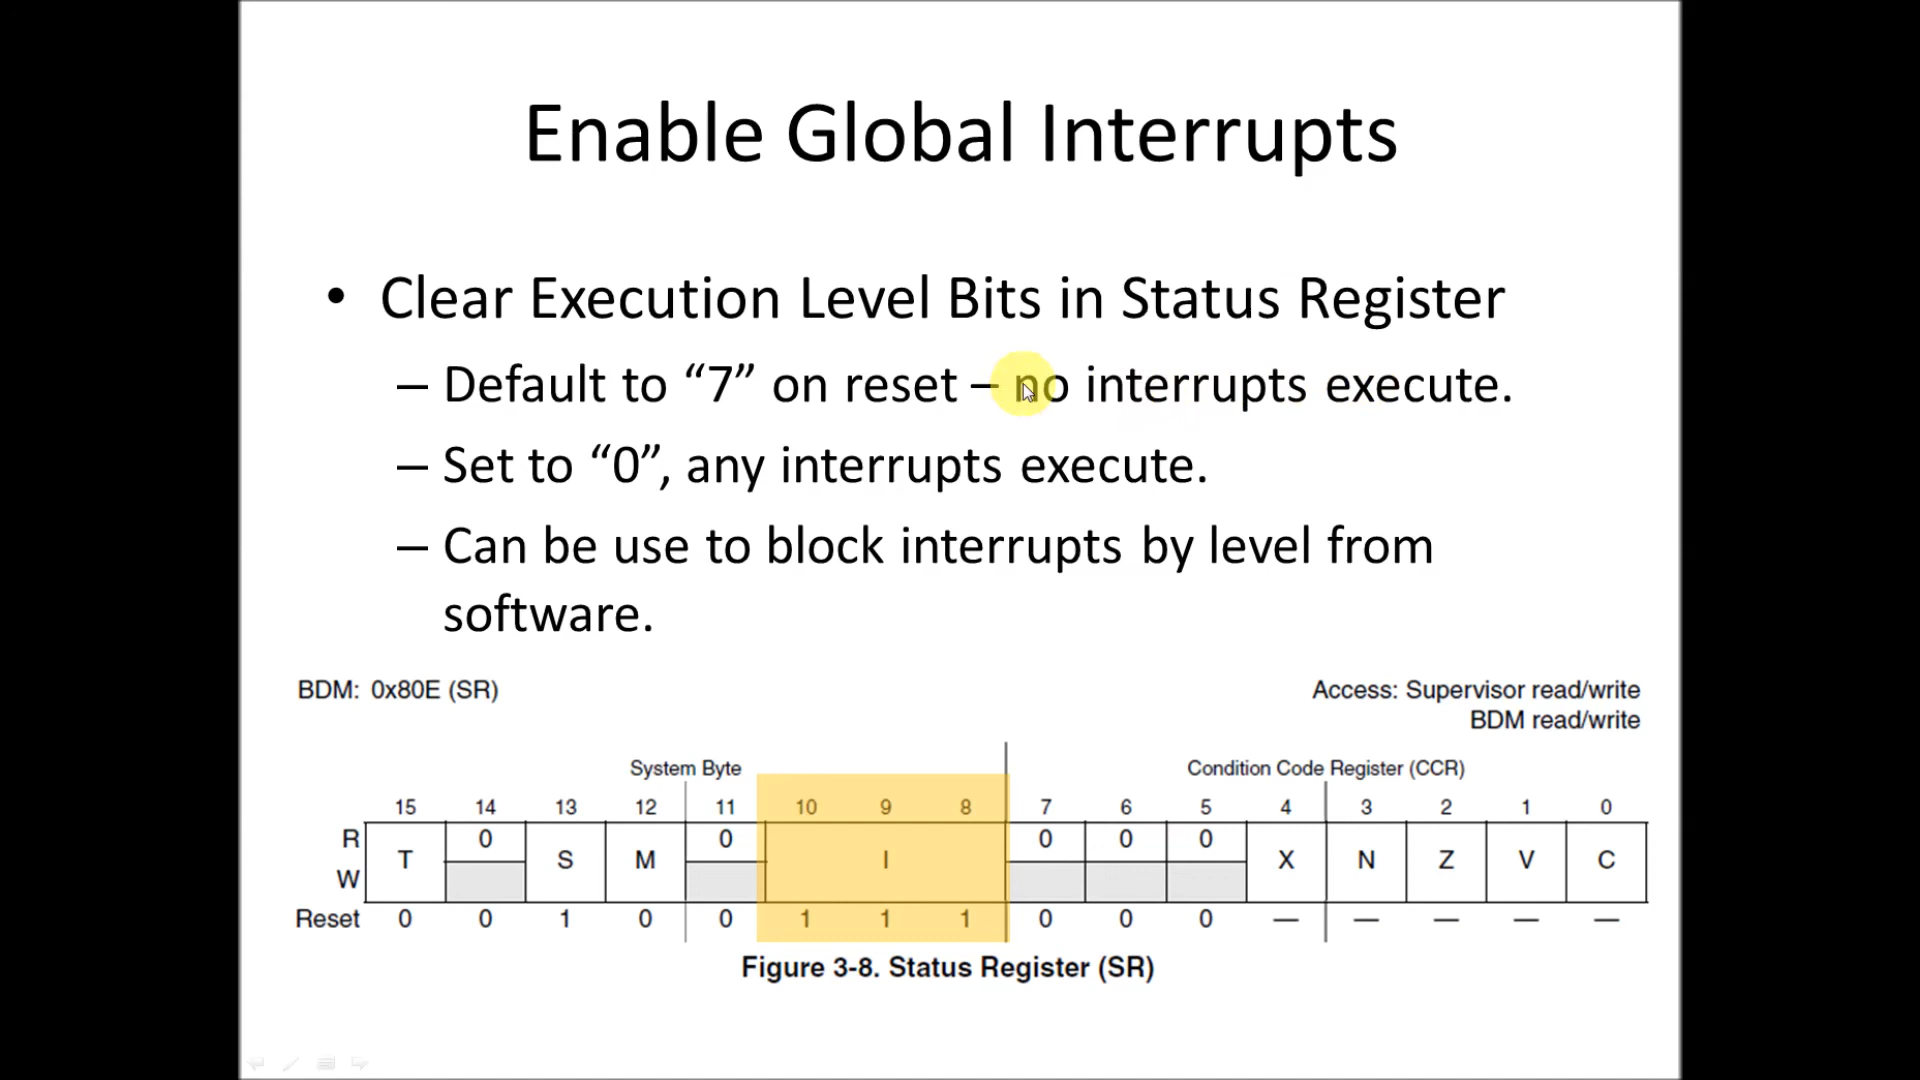 Enable Global Interrupts
• Clear Execution Level Bits in Status Register
– Default to “7” on reset – no interrupts execute.
– Set to “0”, any interrupts execute.
– Can be use to block interrupts by level from
software.
BDM: 0x80E (SR)
Access: Supervisor read/write
BDM read/write
System Byte
Condition Code Register (CCR)
15 14 13 12 11 10 9 8 7 6 5 4 3 2 1 0
R T 0 S M 0 I 0 0 0 X N Z V C
W
Reset 0 0 1 0 0 1 1 1 0 0 0 — — — — —
Figure 3-8. Status Register (SR)